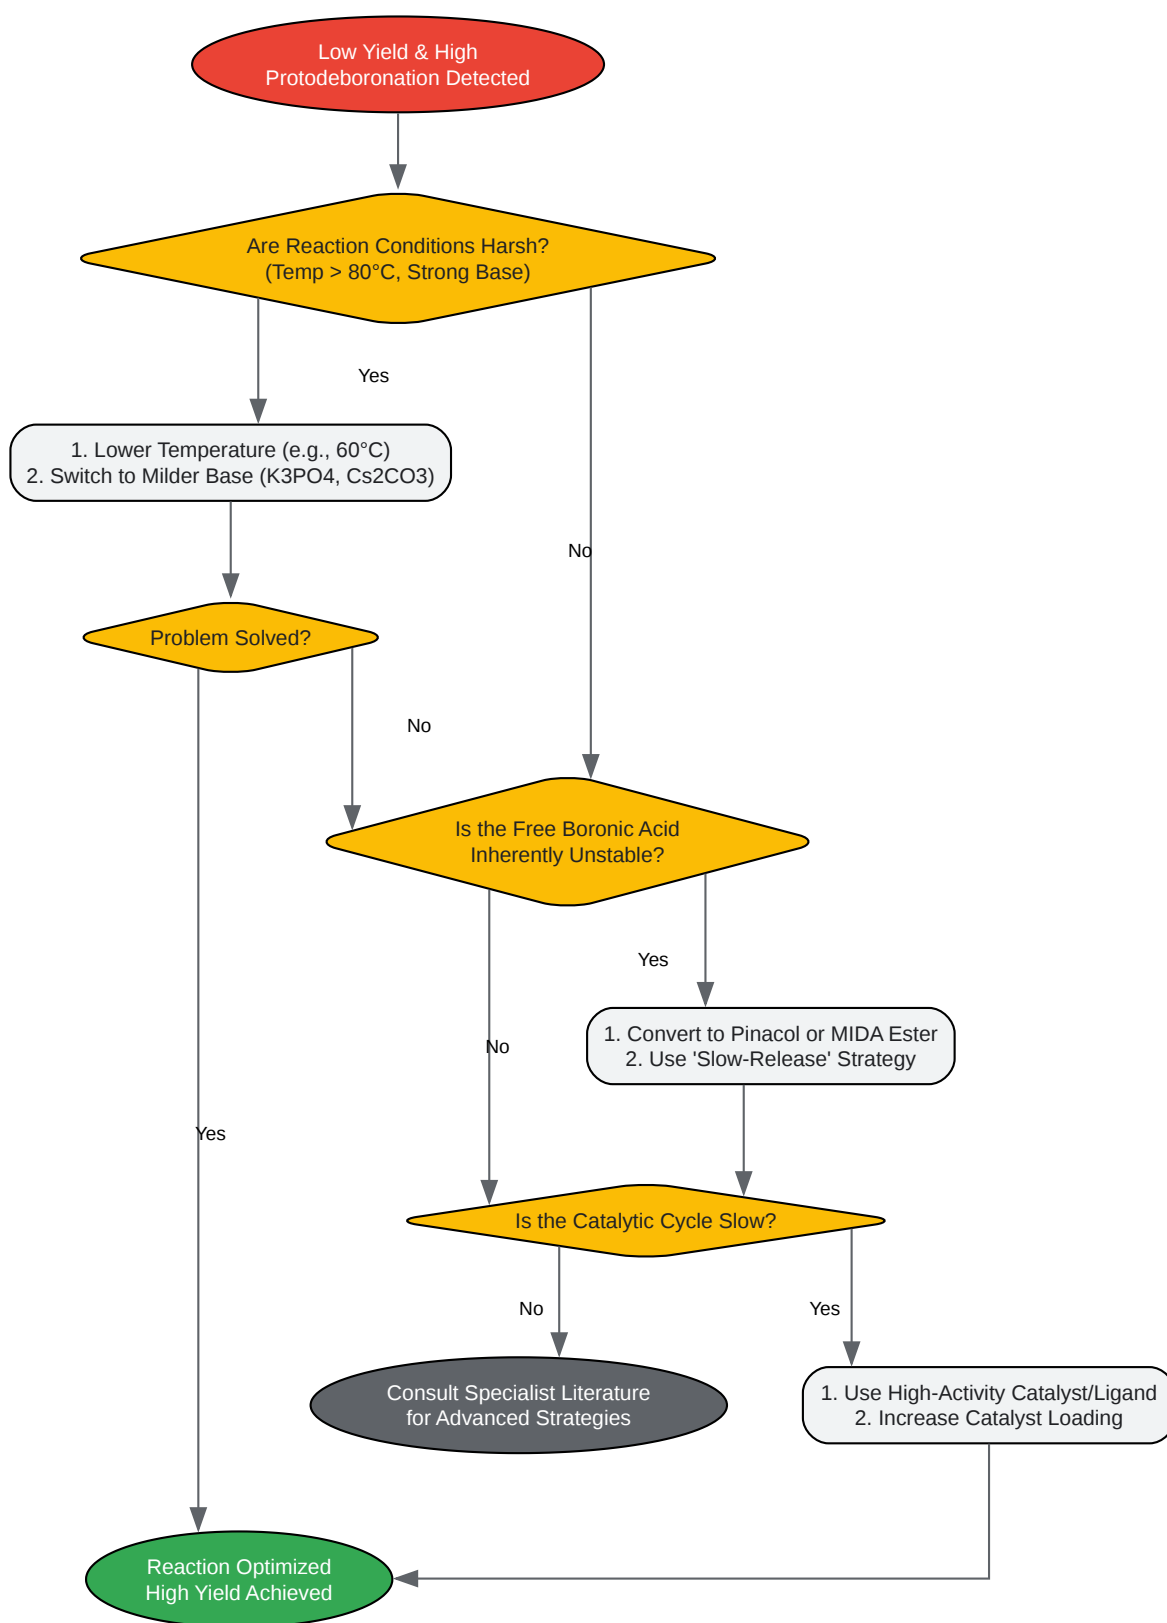 Low Yield & High
Protodeboronation Detected
Are Reaction Conditions Harsh?
(Temp > 80°C, Strong Base)
Yes
1. Lower Temperature (e.g., 60°C)
2. Switch to Milder Base (K3PO4, Cs2CO3)
No
Problem Solved?
No
Is the Free Boronic Acid
Inherently Unstable?
Yes
1. Convert to Pinacol or MIDA Ester
2. Use 'Slow-Release' Strategy
No
Yes
Is the Catalytic Cycle Slow?
No
Yes
Consult Specialist Literature
for Advanced Strategies
1. Use High-Activity Catalyst/Ligand
2. Increase Catalyst Loading
Reaction Optimized
High Yield Achieved